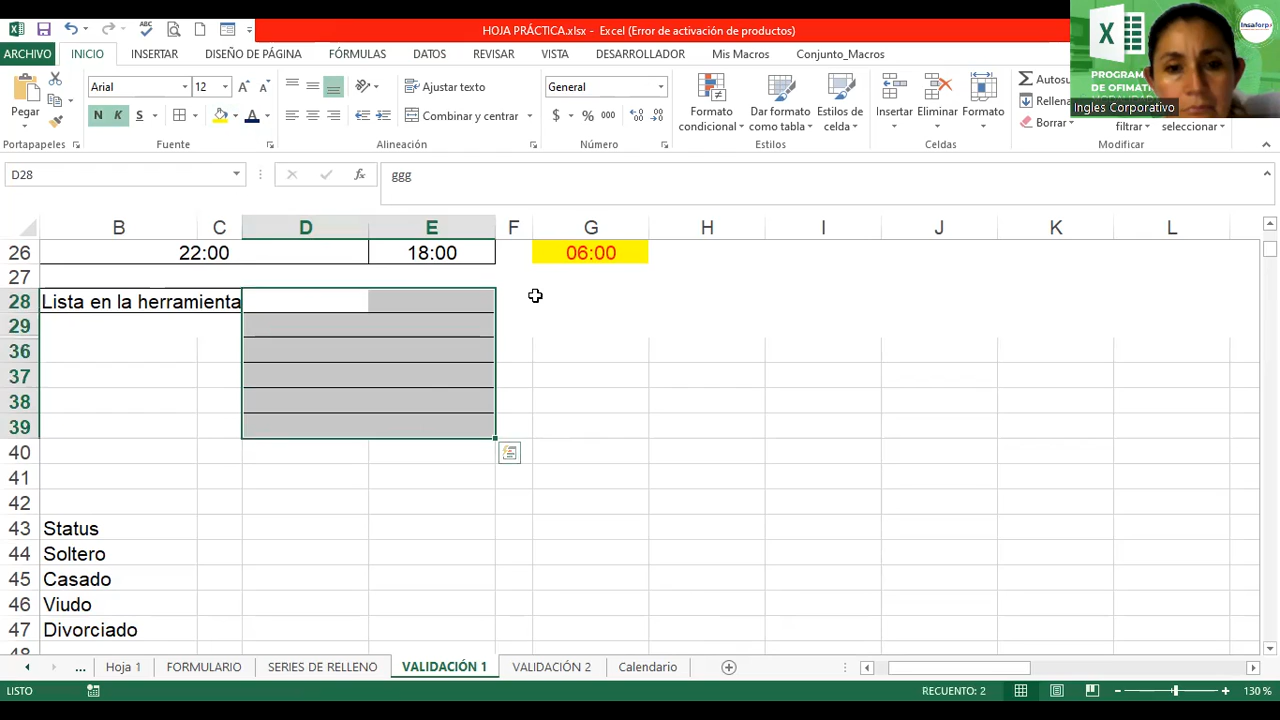 HOJA PRÁCTICA.xlsx - Excel (Error de activación de productos)
ARCHIVO INICIO INSERTAR DISEÑO DE PÁGINA FÓRMULAS DATOS REVISAR VISTA DESARROLLADOR Mis Macros Conjunto_Macros
Insaforp
PROGRAM
DE OFIMATI
Ingles Corporativo
Arial 12 Ajustar texto General Autosu
Pegar N K S Combinar y centrar $ % 000 Formato condicional Dar formato como tabla Estilos de celda Insertar Eliminar Formato Rellena
Borrar filtrar seleccionar
Portapapeles Fuente Alineación Número Estilos Celdas Modificar
D28 ggg
B C D E F G H I J K L
26 22:00 18:00 06:00
27
28 Lista en la herramienta
29
36
37
38
39
40
41
42
43 Status
44 Soltero
45 Casado
46 Viudo
47 Divorciado
48
... Hoja 1 FORMULARIO SERIES DE RELLENO VALIDACIÓN 1 VALIDACIÓN 2 Calendario
LISTO RECUENTO: 2 130 %